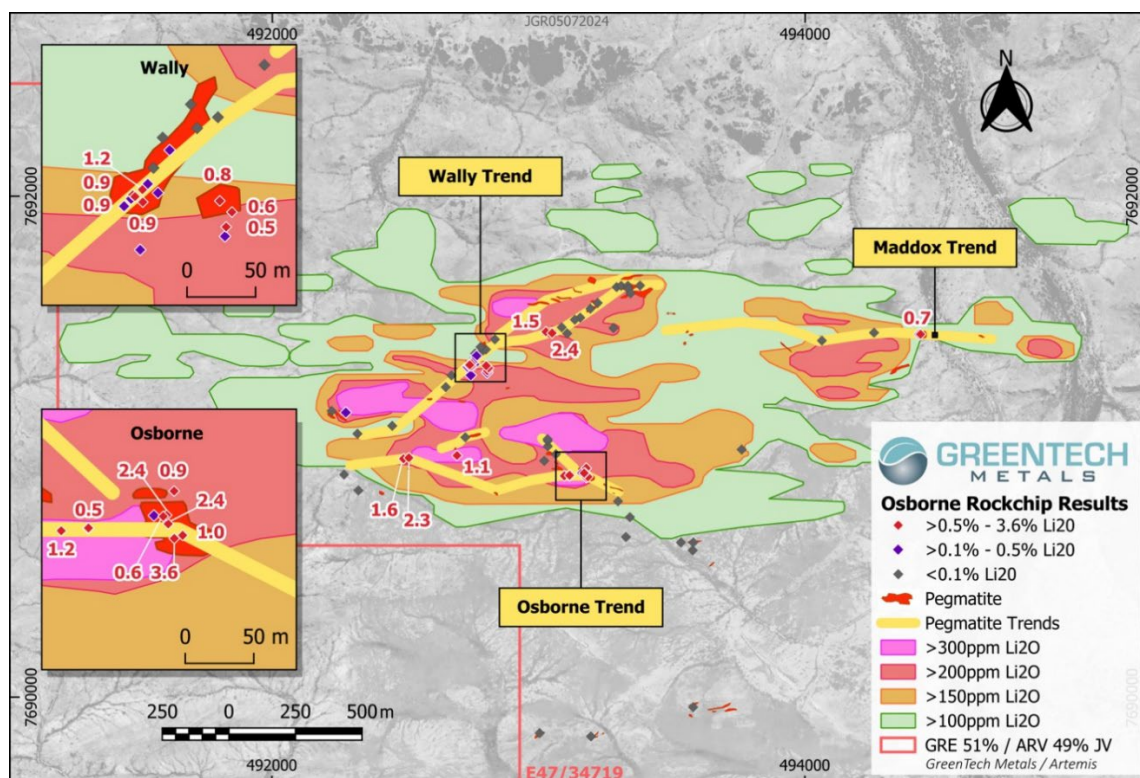 JGR05072024
492000
494000
N
7692000
7692000
Wally
1.2
0.9
0.9
0.9
0.8
0.6
0.5
0
50 m
Wally Trend
Maddox Trend
1.5
2.4
0.7
1.1
1.6
2.3
Osborne Trend
Osborne
2.4
0.9
2.4
0.5
1.2
1.0
0.6
3.6
0
50 m
250
0
250
500m
7690000
7690000
492000
494000
E47/34719
GREENTECH
METALS
Osborne Rockchip Results
>0.5% - 3.6% Li20
>0.1% - 0.5% Li20
<0.1% Li20
Pegmatite
Pegmatite Trends
>300ppm Li2O
>200ppm Li2O
>150ppm Li2O
>100ppm Li2O
GRE 51% / ARV 49% JV
GreenTech Metals / Artemis